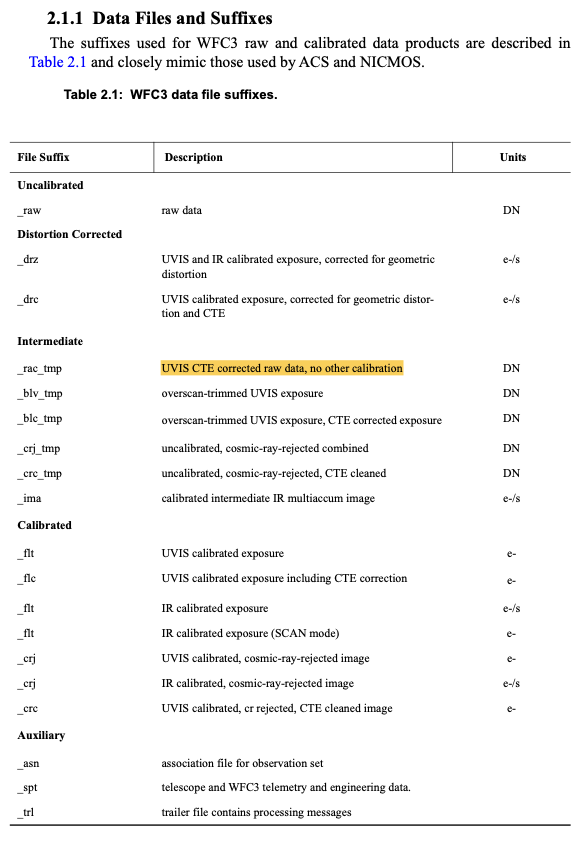 2.1.1 Data Files and Suffixes
The suffixes used for WFC3 raw and calibrated data products are described in
Table 2.1 and closely mimic those used by ACS and NICMOS.
Table 2.1: WFC3 data file suffixes.
File Suffix Description Units
Uncalibrated
_raw raw data DN
Distortion Corrected
_drz UVIS and IR calibrated exposure, corrected for geometric e-/s
distortion
_drc UVIS calibrated exposure, corrected for geometric distor- e-/s
tion and CTE
Intermediate
_rac_tmp UVIS CTE corrected raw data, no other calibration DN
_blv_tmp overscan-trimmed UVIS exposure DN
_blc_tmp overscan-trimmed UVIS exposure, CTE corrected exposure DN
_crj_tmp uncalibrated, cosmic-ray-rejected combined DN
_crc_tmp uncalibrated, cosmic-ray-rejected, CTE cleaned DN
_ima calibrated intermediate IR multiaccum image e-/s
Calibrated
_flt UVIS calibrated exposure e-
_flc UVIS calibrated exposure including CTE correction e-
_flt IR calibrated exposure e-/s
_flt IR calibrated exposure (SCAN mode) e-
_crj UVIS calibrated, cosmic-ray-rejected image e-
_crj IR calibrated, cosmic-ray-rejected image e-/s
_crc UVIS calibrated, cr rejected, CTE cleaned image e-
Auxiliary
_asn association file for observation set
_spt telescope and WFC3 telemetry and engineering data.
_trl trailer file contains processing messages